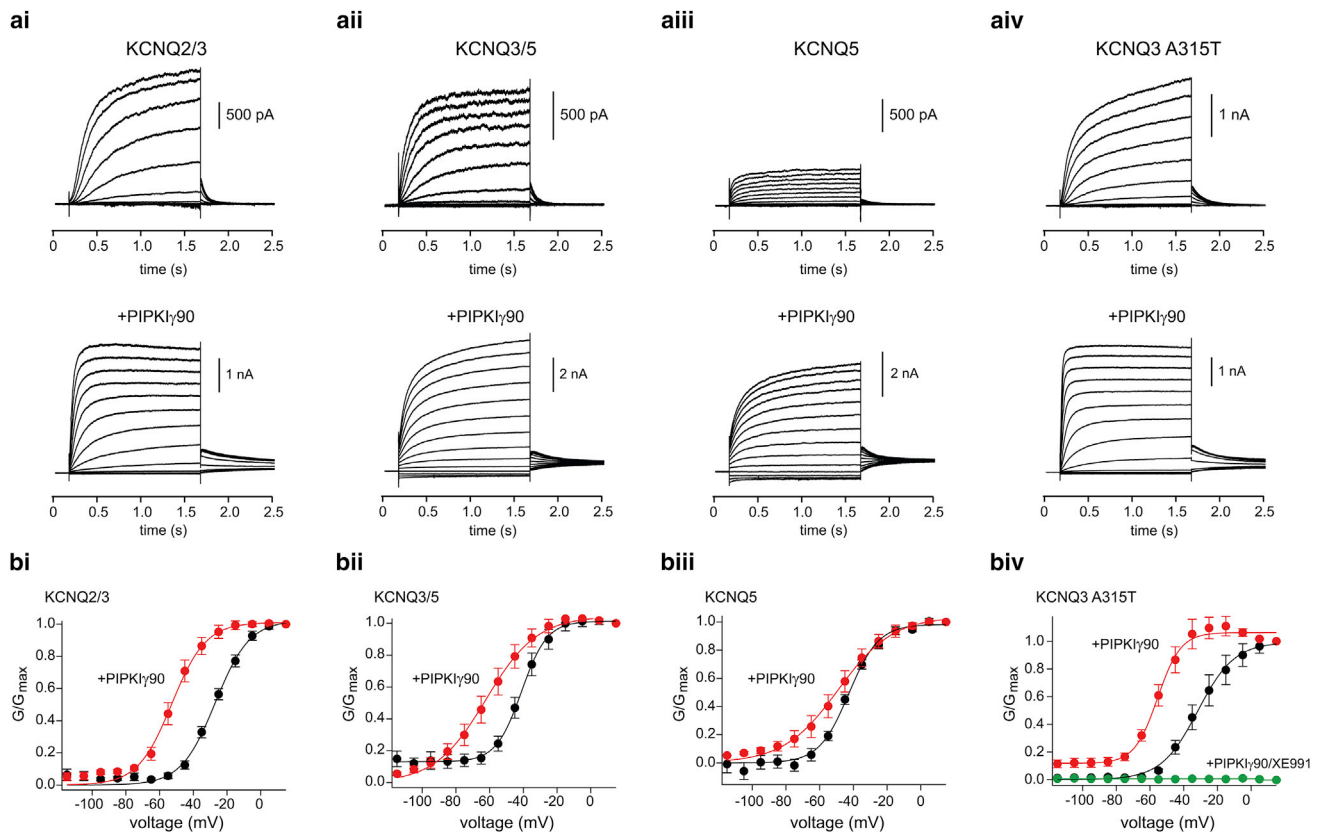 ai aii aiii aiv
KCNQ2/3 KCNQ3/5 KCNQ5 KCNQ3 A315T
500 pA 500 pA 500 pA 1 nA
0 0.5 1.0 1.5 2.0 2.5 0 0.5 1.0 1.5 2.0 2.5 0 0.5 1.0 1.5 2.0 2.5 0 0.5 1.0 1.5 2.0 2.5
time (s) time (s) time (s) time (s)
+PIPKIγ90 +PIPKIγ90 +PIPKIγ90 +PIPKIγ90
1 nA 2 nA 2 nA 1 nA
0 0.5 1.0 1.5 2.0 2.5 0 0.5 1.0 1.5 2.0 2.5 0 0.5 1.0 1.5 2.0 2.5 0 0.5 1.0 1.5 2.0 2.5
time (s) time (s) time (s) time (s)
bi bii biii biv
KCNQ2/3 KCNQ3/5 KCNQ5 KCNQ3 A315T
G/Gmax
1.0
0.8
0.6
0.4
0.2
0.0
+PIPKIγ90
-100 -80 -60 -40 -20 0
voltage (mV)
G/Gmax
1.0
0.8
0.6
0.4
0.2
0.0
+PIPKIγ90
-100 -80 -60 -40 -20 0
voltage (mV)
G/Gmax
1.0
0.8
0.6
0.4
0.2
0.0
+PIPKIγ90
-100 -80 -60 -40 -20 0
voltage (mV)
G/Gmax
1.0
0.8
0.6
0.4
0.2
0.0
+PIPKIγ90
+PIPKIγ90/XE991
-100 -80 -60 -40 -20 0
voltage (mV)